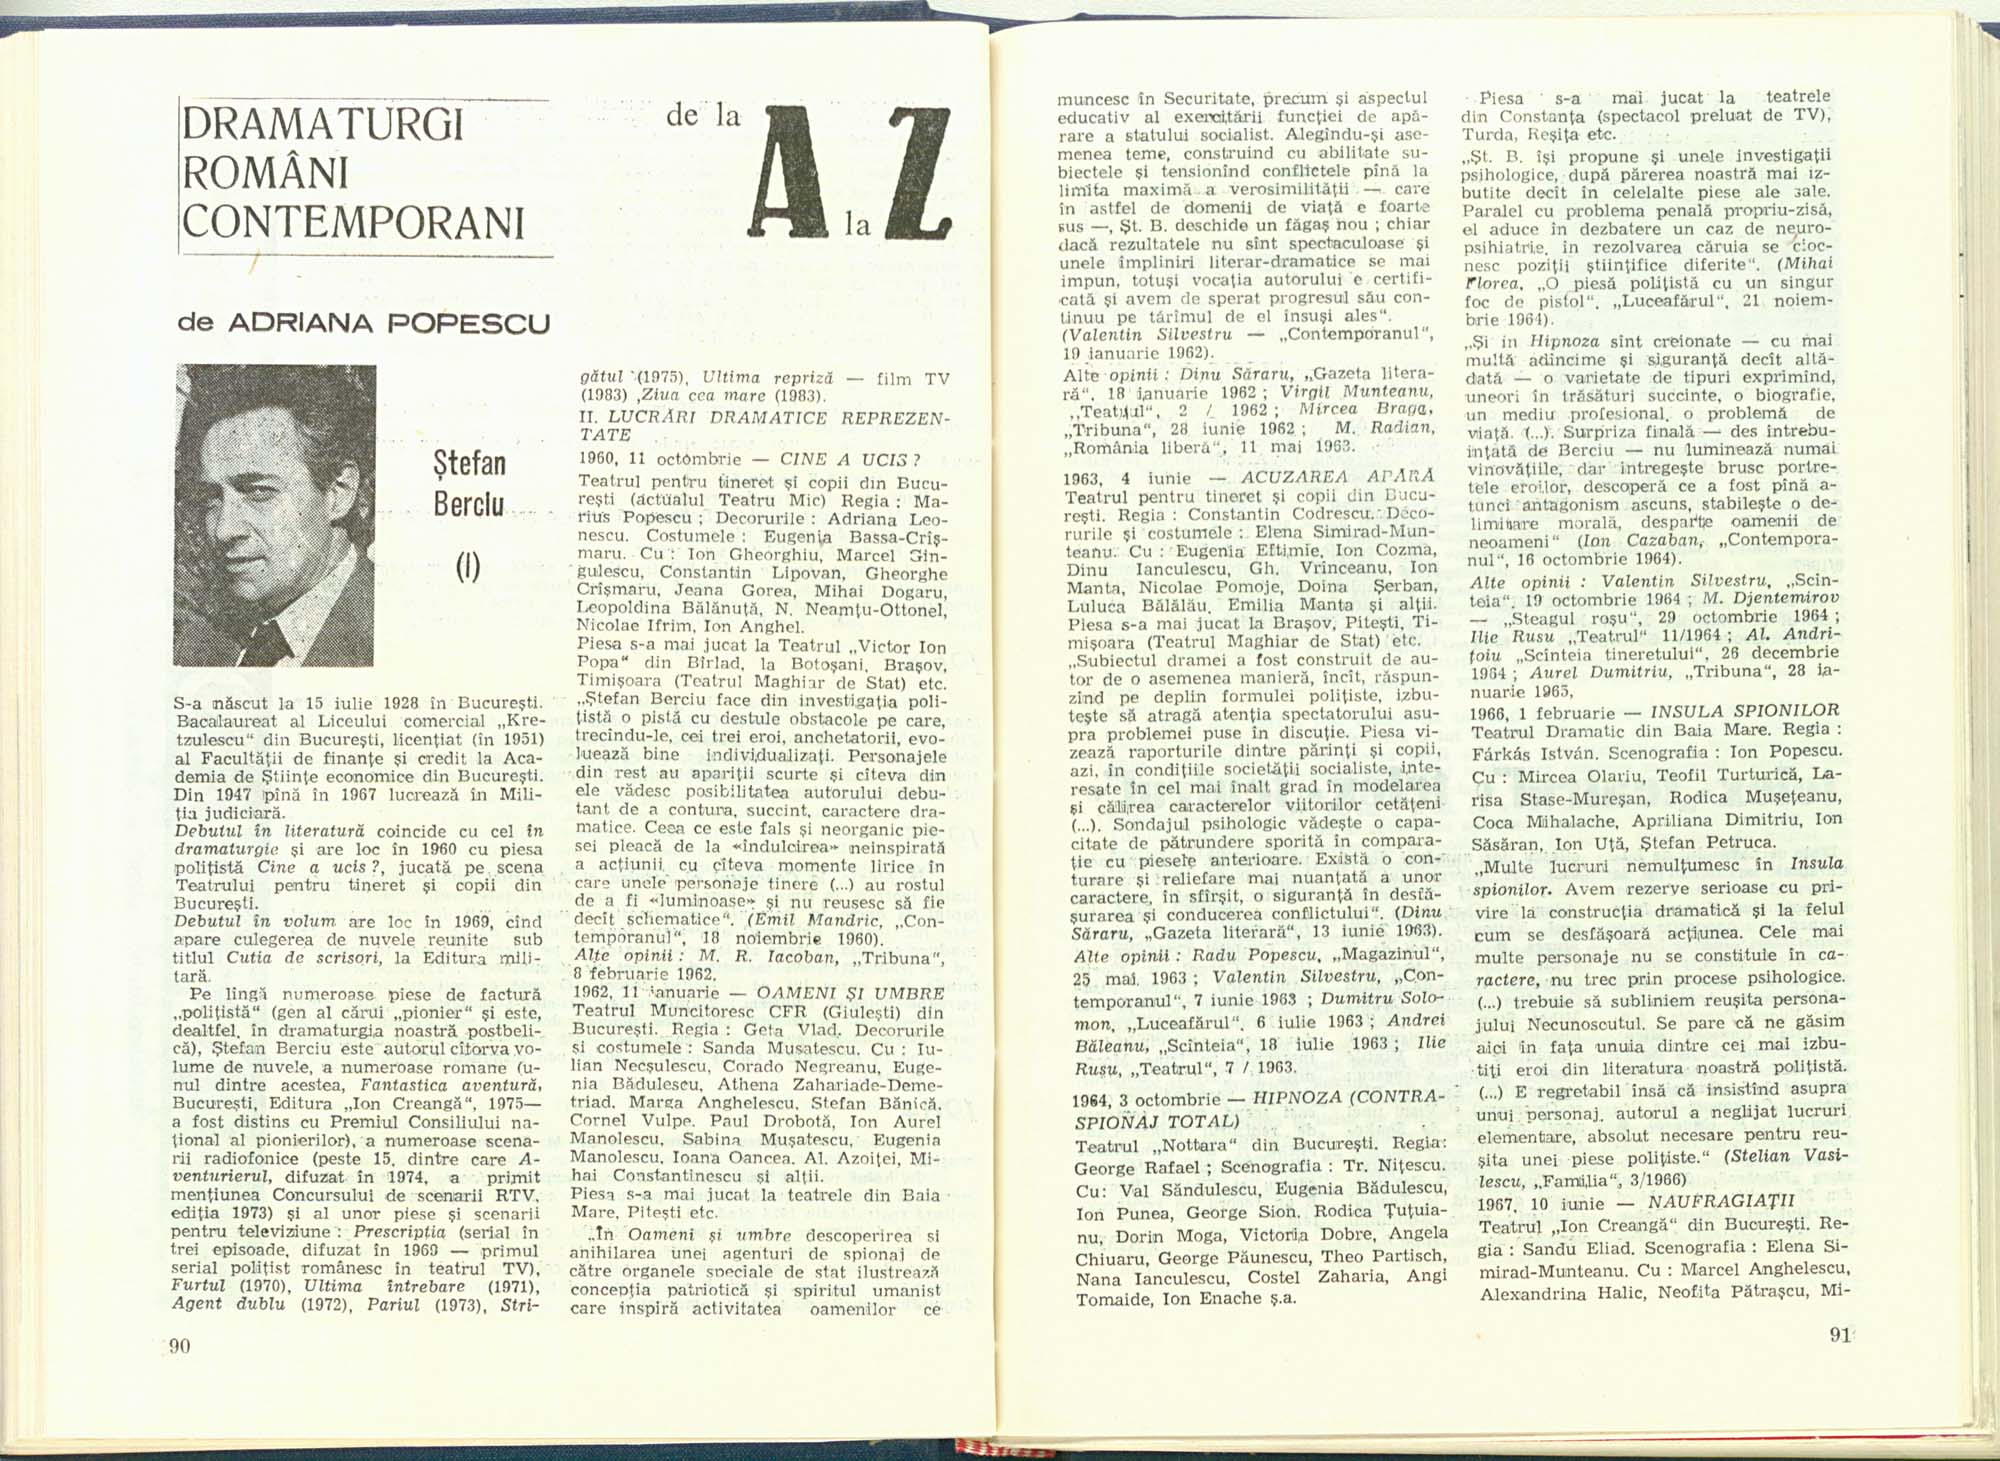 DRAMATURGI
ROMÂNI
CONTEMPORANI
de la A la Z
de ADRIANA POPESCU
Ștefan
Berciu
(I)
S-a născut la 15 iulie 1928 în București.
Bacalaureat al Liceului comercial „Kre-
tzulescu“ din București, licențiat (în 1951)
al Facultății de finanțe și credit la Aca-
demia de Științe economice din București.
Din 1947 pînă în 1967 lucrează în Mili-
ția judiciară.
Debutul în literatură coincide cu cel în
dramaturgie și are loc în 1960 cu piesa
polițistă Cine a ucis ?, jucată pe scena
Teatrului pentru tineret și copii din
București.
Debutul în volum are loc în 1969, cînd
apare culegerea de nuvele reunite sub
titlul Cutia de scrisori, la Editura mili-
tară.
Pe lîngă numeroase piese de factură
„polițistă“ (gen al cărui „pionier“ și este,
dealtfel, în dramaturgia noastră postbeli-
că), Ștefan Berciu este autorul cîtorva vo-
lume de nuvele, a numeroase romane (u-
nul dintre acestea, Fantastica aventură,
București, Editura „Ion Creangă“, 1975—
a fost distins cu Premiul Consiliului na-
țional al pionierilor), a numeroase scena-
rii radiofonice (peste 15, dintre care A-
venturierul, difuzat în 1974, a primit
mențiunea Concursului de scenarii RTV,
ediția 1973) și al unor piese și scenarii
pentru televiziune : Prescriptia (serial în
trei episoade, difuzat în 1969 — primul
serial polițist românesc în teatrul TV),
Furtul (1970), Ultima întrebare (1971),
Agent dublu (1972), Pariul (1973), Stri-
90
gătul (1975), Ultima repriză — film TV
(1983) ,Ziua cea mare (1983).
II. LUCRĂRI DRAMATICE REPREZEN-
TATE
1960, 11 octombrie — CINE A UCIS ?
Teatrul pentru tineret și copii din Bucu-
rești (actualul Teatru Mic) Regia : Ma-
rius Popescu ; Decorurile : Adriana Leo-
nescu. Costumele : Eugenia Bassa-Crîș-
maru. Cu : Ion Gheorghiu, Marcel Gin-
gulescu, Constantin Lipovan, Gheorghe
Crîșmaru, Jeana Gorea, Mihai Dogaru,
Leopoldina Bălănuță, N. Neamțu-Ottonel,
Nicolae Ifrim, Ion Anghel.
Piesa s-a mai jucat la Teatrul „Victor Ion
Popa“ din Bîrlad, la Botoșani, Brașov,
Timișoara (Teatrul Maghiar de Stat) etc.
„Ștefan Berciu face din investigația poli-
țistă o pistă cu destule obstacole pe care,
trecîndu-le, cei trei eroi, anchetatorii, evo-
luează bine individualizați. Personajele
din rest au apariții scurte și cîteva din
ele vădesc posibilitatea autorului debu-
tant de a contura, succint, caractere dra-
matice. Ceea ce este fals și neorganic pie-
sei pleacă de la «îndulcirea» neinspirată
a acțiunii cu cîteva momente lirice în
care unele personaje tinere (...) au rostul
de a fi «luminoase» și nu reusesc să fie
decît schematice“. (Emil Mandric, „Con-
temporanul“, 18 noiembrie 1960).
Alte opinii : M. R. Iacoban, „Tribuna“,
8 februarie 1962.
1962, 11 ianuarie — OAMENI ȘI UMBRE
Teatrul Muncitoresc CFR (Giulești) din
București. Regia : Geta Vlad. Decorurile
și costumele : Sanda Mușatescu. Cu : Iu-
lian Necșulescu, Corado Negreanu, Euge-
nia Bădulescu, Athena Zahariade-Deme-
triad, Marga Anghelescu, Stefan Bănică,
Cornel Vulpe, Paul Drobotă, Ion Aurel
Manolescu, Sabina Mușatescu, Eugenia
Manolescu, Ioana Oancea, Al. Azoiței, Mi-
hai Constantinescu și alții.
Piesa s-a mai jucat la teatrele din Baia
Mare, Pitești etc.
„În Oameni și umbre descoperirea si
anihilarea unei agenturi de spionaj de
către organele speciale de stat ilustrează
concepția patriotică și spiritul umanist
care inspiră activitatea oamenilor ce
muncesc în Securitate, precum și aspectul
educativ al exercitării funcției de apă-
rare a statului socialist. Alegîndu-și ase-
menea teme, construind cu abilitate su-
biectele și tensionînd conflictele pînă la
limita maximă a verosimilității — care
în astfel de domenii de viață e foarte
sus —, Șt. B. deschide un făgaș nou ; chiar
dacă rezultatele nu sînt spectaculoase și
unele împliniri literar-dramatice se mai
impun, totuși vocația autorului e certifi-
cată și avem de sperat progresul său con-
tinuu pe tărîmul de el însuși ales“.
(Valentin Silvestru — „Contemporanul“,
19 ianuarie 1962).
Alte opinii : Dinu Săraru, „Gazeta litera-
ră“, 18 ianuarie 1962 ; Virgil Munteanu,
„Teatrul“, 2 / 1962 ; Mircea Braga,
„Tribuna“, 28 iunie 1962 ; M. Radian,
„România liberă“, 11 mai 1963.
1963, 4 iunie — ACUZAREA APĂRĂ
Teatrul pentru tineret și copii din Bucu-
rești. Regia : Constantin Codrescu. Deco-
rurile și costumele : Elena Simirad-Mun-
teanu. Cu : Eugenia Eftimie, Ion Cozma,
Dinu Ianculescu, Gh. Vrînceanu, Ion
Manta, Nicolae Pomoje, Doina Șerban,
Luluca Bălălău, Emilia Manta și alții.
Piesa s-a mai jucat la Brașov, Pitești, Ti-
mișoara (Teatrul Maghiar de Stat) etc.
„Subiectul dramei a fost construit de au-
tor de o asemenea manieră, încît, răspun-
zînd pe deplin formulei polițiste, izbu-
tește să atragă atenția spectatorului asu-
pra problemei puse în discuție. Piesa vi-
zează raporturile dintre părinți și copii,
azi, în condițiile societății socialiste, inte-
resate în cel mai înalt grad în modelarea
și călirea caracterelor viitorilor cetățeni
(...). Sondajul psihologic vădește o capa-
citate de pătrundere sporită în compara-
ție cu piesele anterioare. Există o con-
turare și reliefare mai nuanțată a unor
caractere, în sfîrșit, o siguranță în desfă-
șurarea și conducerea conflictului“. (Dinu
Săraru, „Gazeta literară“, 13 iunie 1963).
Alte opinii : Radu Popescu, „Magazinul“,
25 mai 1963 ; Valentin Silvestru, „Con-
temporanul“, 7 iunie 1963 ; Dumitru Solo-
mon, „Luceafărul“, 6 iulie 1963 ; Andrei
Băleanu, „Scînteia“, 18 iulie 1963 ; Ilie
Rusu, „Teatrul“, 7 / 1963.
1964, 3 octombrie — HIPNOZA (CONTRA-
SPIONAJ TOTAL)
Teatrul „Nottara“ din București. Regia:
George Rafael ; Scenografia : Tr. Nițescu.
Cu: Val Săndulescu, Eugenia Bădulescu,
Ion Punea, George Sion, Rodica Țuțuia-
nu, Dorin Moga, Victoria Dobre, Angela
Chiuaru, George Păunescu, Theo Partisch,
Nana Ianculescu, Costel Zaharia, Angi
Tomaide, Ion Enache ș.a.
Piesa s-a mai jucat la teatrele
din Constanța (spectacol preluat de TV),
Turda, Reșița etc.
„Șt. B. își propune și unele investigații
psihologice, după părerea noastră mai iz-
butite decît în celelalte piese ale sale.
Paralel cu problema penală propriu-zisă,
el aduce în dezbatere un caz de neuro-
psihiatrie, în rezolvarea căruia se cioc-
nesc poziții științifice diferite“. (Mihai
Florea, „O piesă polițistă cu un singur
foc de pistol“, „Luceafărul“, 21 noiem-
brie 1964).
„Și in Hipnoza sînt creionate — cu mai
multă adîncime și siguranță decît altă-
dată — o varietate de tipuri exprimînd,
uneori în trăsături succinte, o biografie,
un mediu profesional, o problemă de
viață. (...). Surpriza finală — des întrebu-
ințată de Berciu — nu luminează numai
vinovățiile, dar întregește brusc portre-
tele eroilor, descoperă ce a fost pînă a-
tunci antagonism ascuns, stabilește o de-
limitare morală, desparte oamenii de
neoameni“ (Ion Cazaban, „Contempora-
nul“, 16 octombrie 1964).
Alte opinii : Valentin Silvestru, „Scîn-
teia“, 19 octombrie 1964 ; M. Djentemirov
— „Steagul roșu“, 29 octombrie 1964 ;
Ilie Rusu „Teatrul“ 11/1964 ; Al. Andri-
țoiu „Scînteia tineretului“, 26 decembrie
1964 ; Aurel Dumitriu, „Tribuna“, 28 ia-
nuarie 1965,
1966, 1 februarie — INSULA SPIONILOR
Teatrul Dramatic din Baia Mare. Regia :
Fárkás István. Scenografia : Ion Popescu.
Cu : Mircea Olariu, Teofil Turturică, La-
risa Stase-Mureșan, Rodica Mușețeanu,
Coca Mihalache, Apriliana Dimitriu, Ion
Săsăran, Ion Uță, Ștefan Petruca.
„Multe lucruri nemulțumesc în Insula
spionilor. Avem rezerve serioase cu pri-
vire la construcția dramatică și la felul
cum se desfășoară acțiunea. Cele mai
multe personaje nu se constitule în ca-
ractere, nu trec prin procese psihologice.
(...) trebuie să subliniem reușita persona-
jului Necunoscutul. Se pare că ne găsim
aici în fața unuia dintre cei mai izbu-
tiți eroi din literatura noastră polițistă.
(...) E regretabil însă că insistînd asupra
unui personaj, autorul a neglijat lucruri
elementare, absolut necesare pentru reu-
șita unei piese polițiste.“ (Stelian Vasi-
lescu, „Familia“, 3/1966)
1967, 10 iunie — NAUFRAGIAȚII
Teatrul „Ion Creangă“ din București. Re-
gia : Sandu Eliad. Scenografia : Elena Si-
mirad-Munteanu. Cu : Marcel Anghelescu,
Alexandrina Halic, Neofita Pătrașcu, Mi-
91